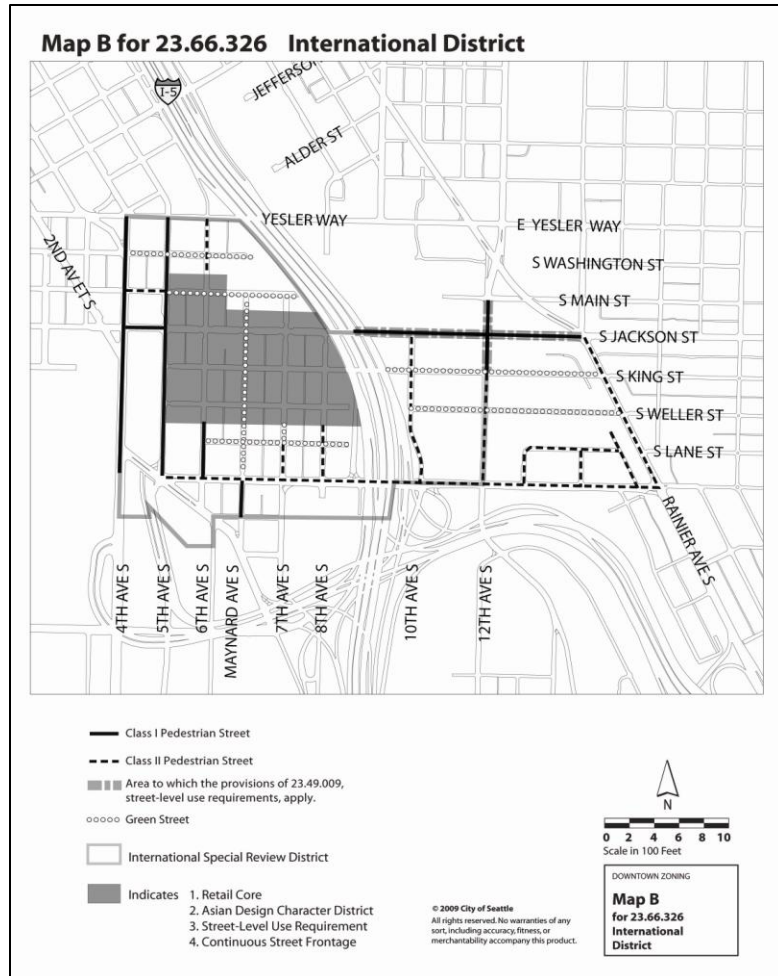 Map B for 23.66.326 International District
I-5
JEFFERSON
ALDER ST
YESLER WAY
E YESLER WAY
2ND AV ET S
S WASHINGTON ST
S MAIN ST
S JACKSON ST
S KING ST
S WELLER ST
S LANE ST
RAINIER AVE S
4TH AVE S
5TH AVE S
6TH AVE S
MAYNARD AVE S
7TH AVE S
8TH AVE S
10TH AVE S
12TH AVE S
Class I Pedestrian Street
Class II Pedestrian Street
Area to which the provisions of 23.49.009,
street-level use requirements, apply.
Green Street
International Special Review District
Indicates 1. Retail Core
2. Asian Design Character District
3. Street-Level Use Requirement
4. Continuous Street Frontage
© 2009 City of Seattle
All rights reserved. No warranties of any
sort, including accuracy, fitness, or
merchantability accompany this product.
N
0 2 4 6 8 10
Scale in 100 Feet
DOWNTOWN ZONING
Map B
for 23.66.326
International
District